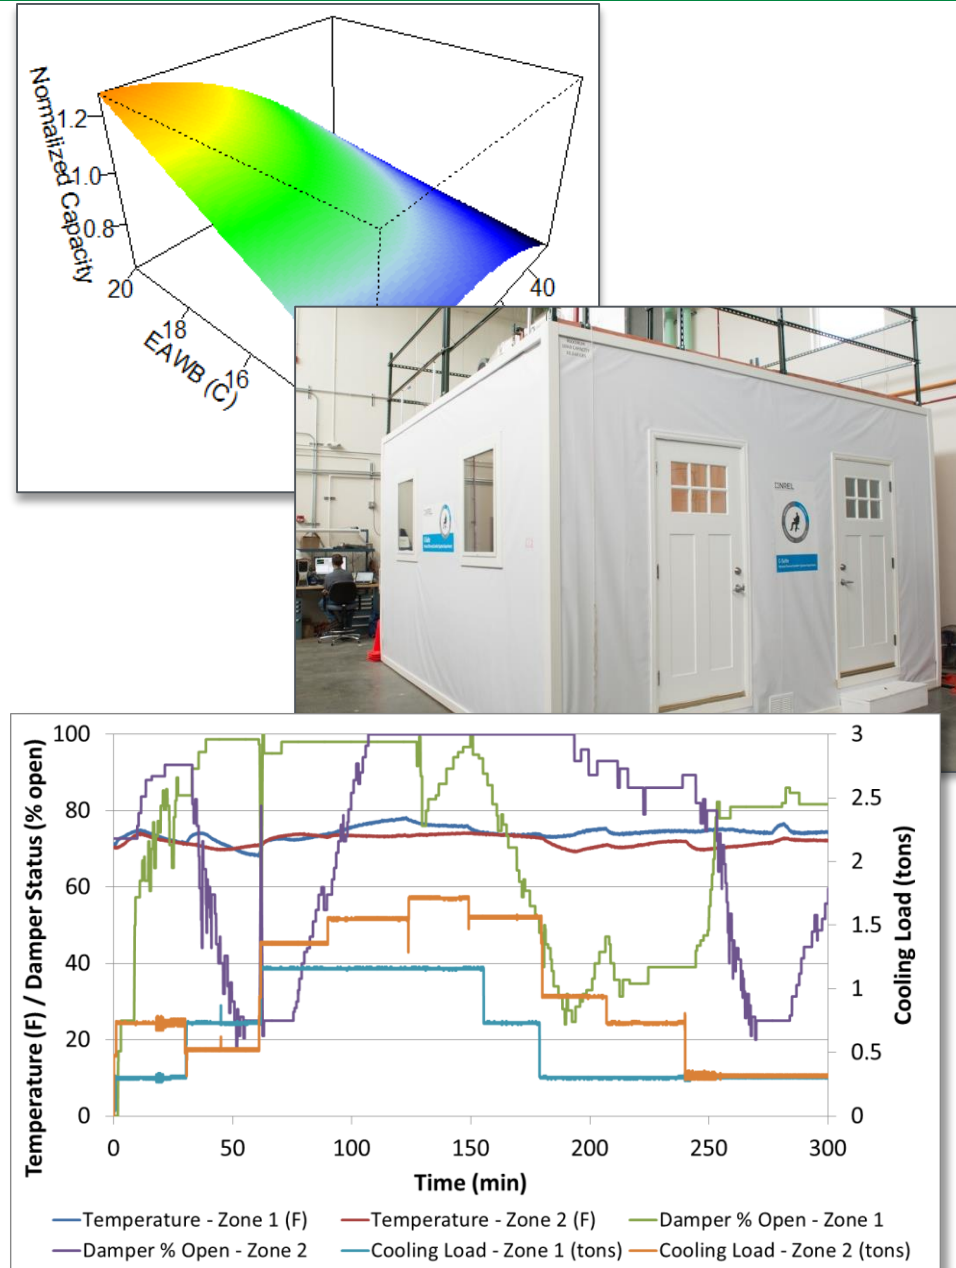 Normalized Capacity
1.2
1.0
0.8
20
18
16
EAWB (C)
40
NREL
Temperature (F) / Damper Status (% open)
100
80
60
40
20
0
3
2.5
2
1.5
1
0.5
0
Cooling Load (tons)
0 50 100 150 200 250 300
Time (min)
Temperature - Zone 1 (F) Temperature - Zone 2 (F) Damper % Open - Zone 1
Damper % Open - Zone 2 Cooling Load - Zone 1 (tons) Cooling Load - Zone 2 (tons)